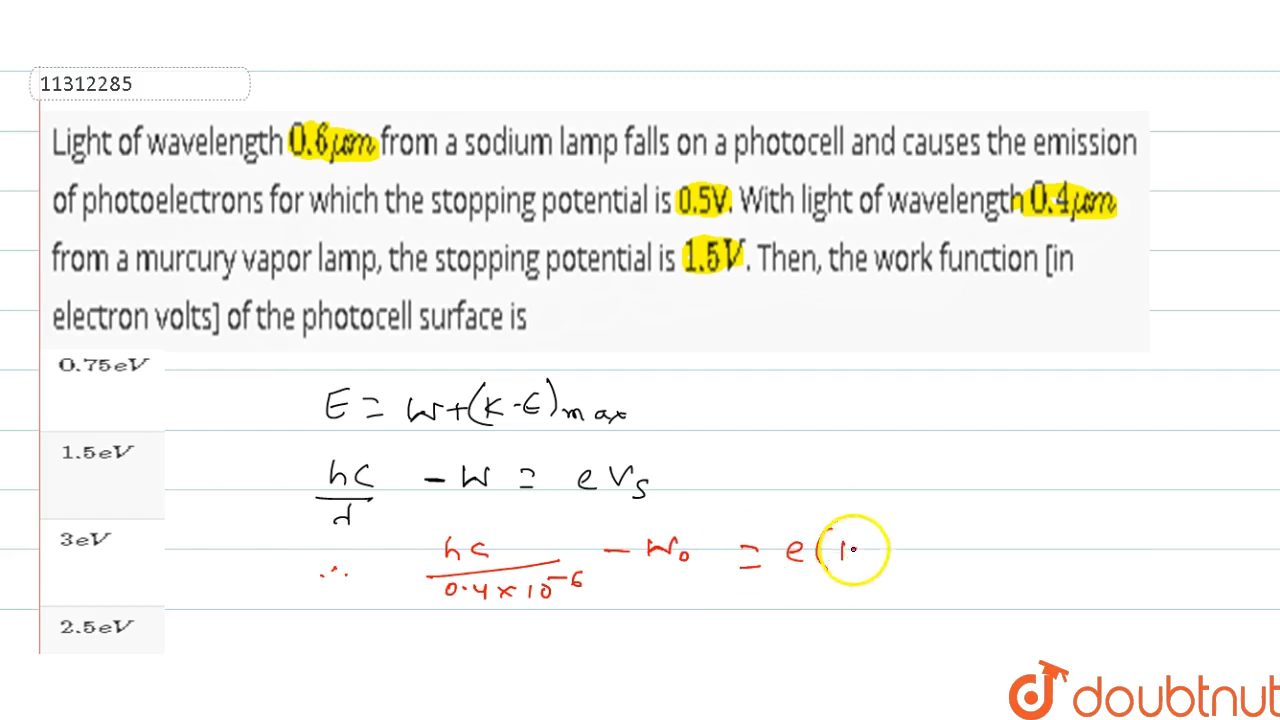 11312285
Light of wavelength 0.6μm from a sodium lamp falls on a photocell and causes the emission
of photoelectrons for which the stopping potential is 0.5V. With light of wavelength 0.4μm
from a murcury vapor lamp, the stopping potential is 1.5V. Then, the work function [in
electron volts] of the photocell surface is
0.75eV
1.5eV
3eV
2.5eV
E = W+(K-E)max
hc/λ - W = eVs
∴ hc/0.4×10^-6 - W₀ = e(1.
doubtnut